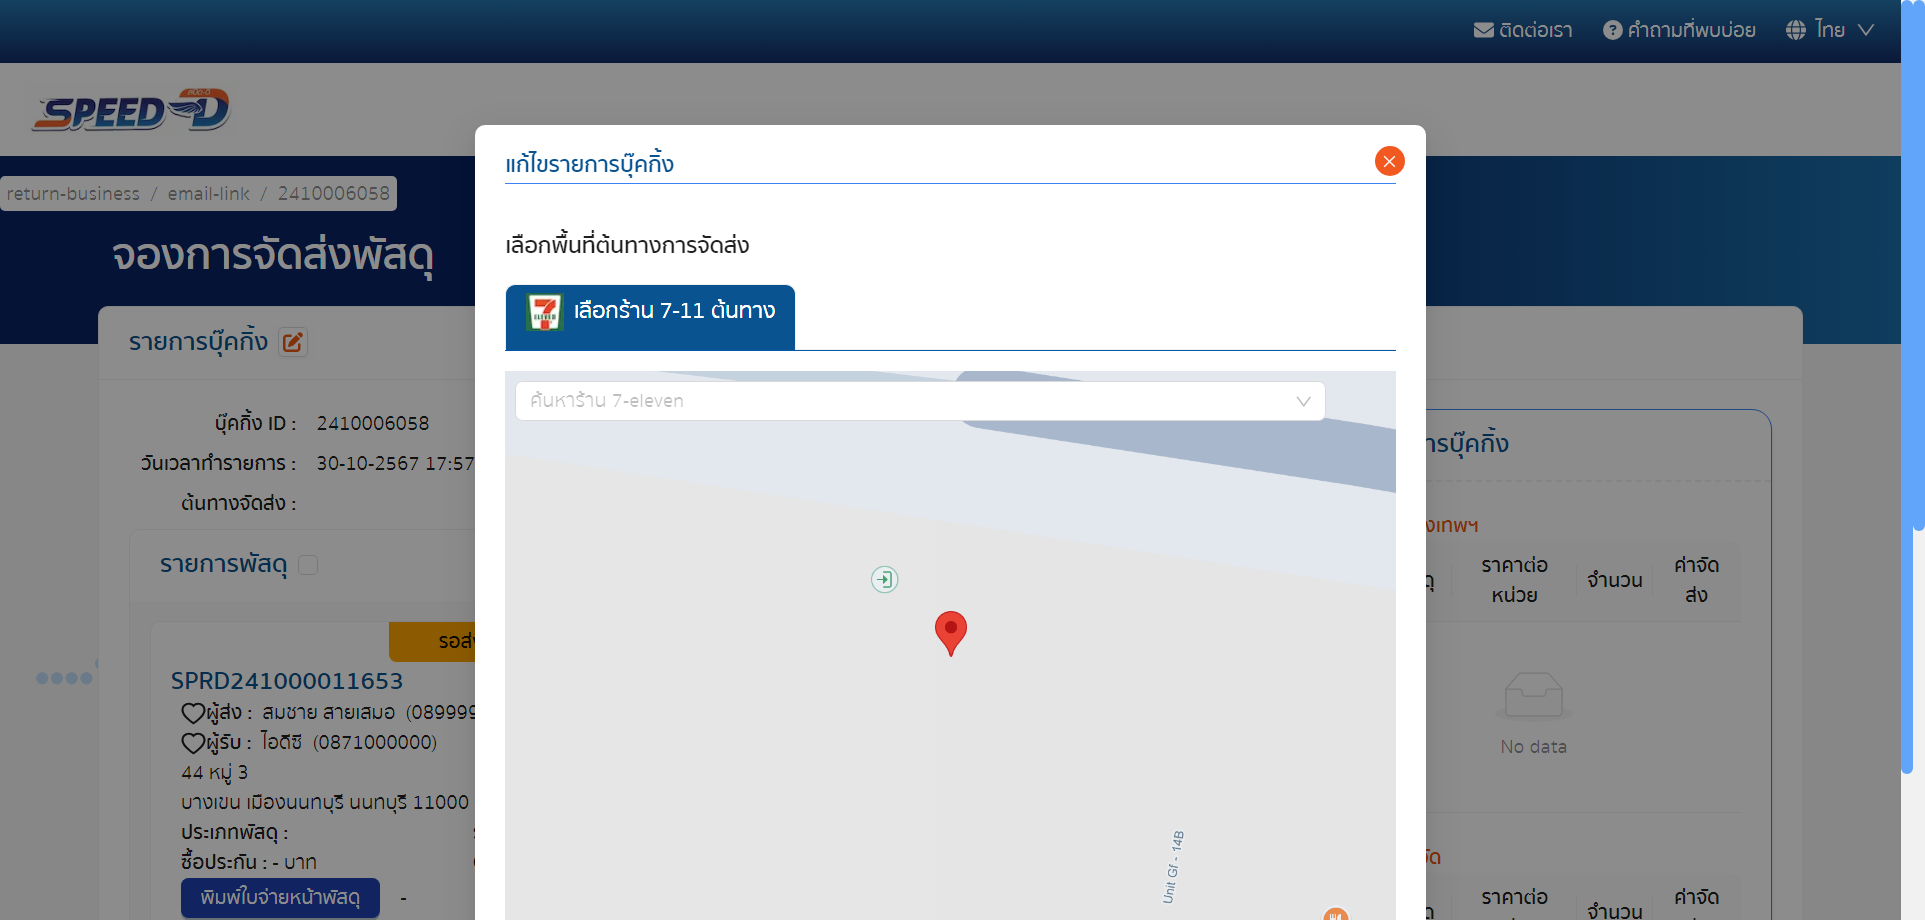 ติดต่อเรา คำถามที่พบบ่อย ไทย
SPEED-D
return-business / email-link / 2410006058
จองการจัดส่งพัสดุ
รายการบุ๊คกิ้ง
บุ๊คกิ้ง ID : 2410006058
วันเวลาทำรายการ : 30-10-2567 17:57
ต้นทางจัดส่ง :
รายการพัสดุ
SPRD241000011653
ผู้ส่ง : สมชาย สายเสมอ (089999
ผู้รับ : ไอดีซี (0871000000)
44 หมู่ 3
บางเขน เมืองนนทบุรี นนทบุรี 11000
ประเภทพัสดุ :
ซื้อประกัน : - บาท
พิมพ์ใบจ่ายหน้าพัสดุ -
แก้ไขรายการบุ๊คกิ้ง
เลือกพื้นที่ต้นทางการจัดส่ง
เลือกร้าน 7-11 ต้นทาง
ค้นหาร้าน 7-eleven
Unit Gf - 14B
ราคาต่อ
หน่วย
จำนวน
ค่าจัด
ส่ง
No data
ราคาต่อ
จำนวน
ค่าจัด